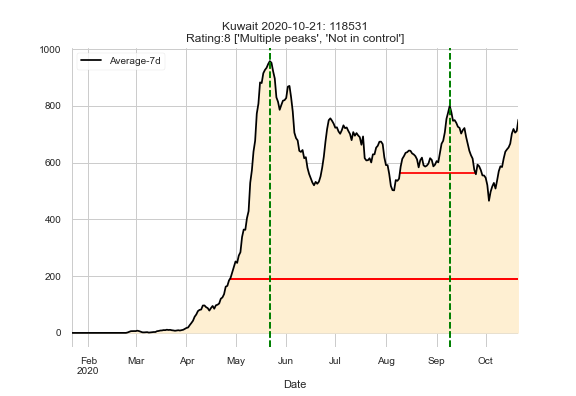 Kuwait 2020-10-21: 118531
Rating:8 ['Multiple peaks', 'Not in control']
Average-7d
1000
800
600
400
200
0
Feb Mar Apr May Jun Jul Aug Sep Oct
2020
Date